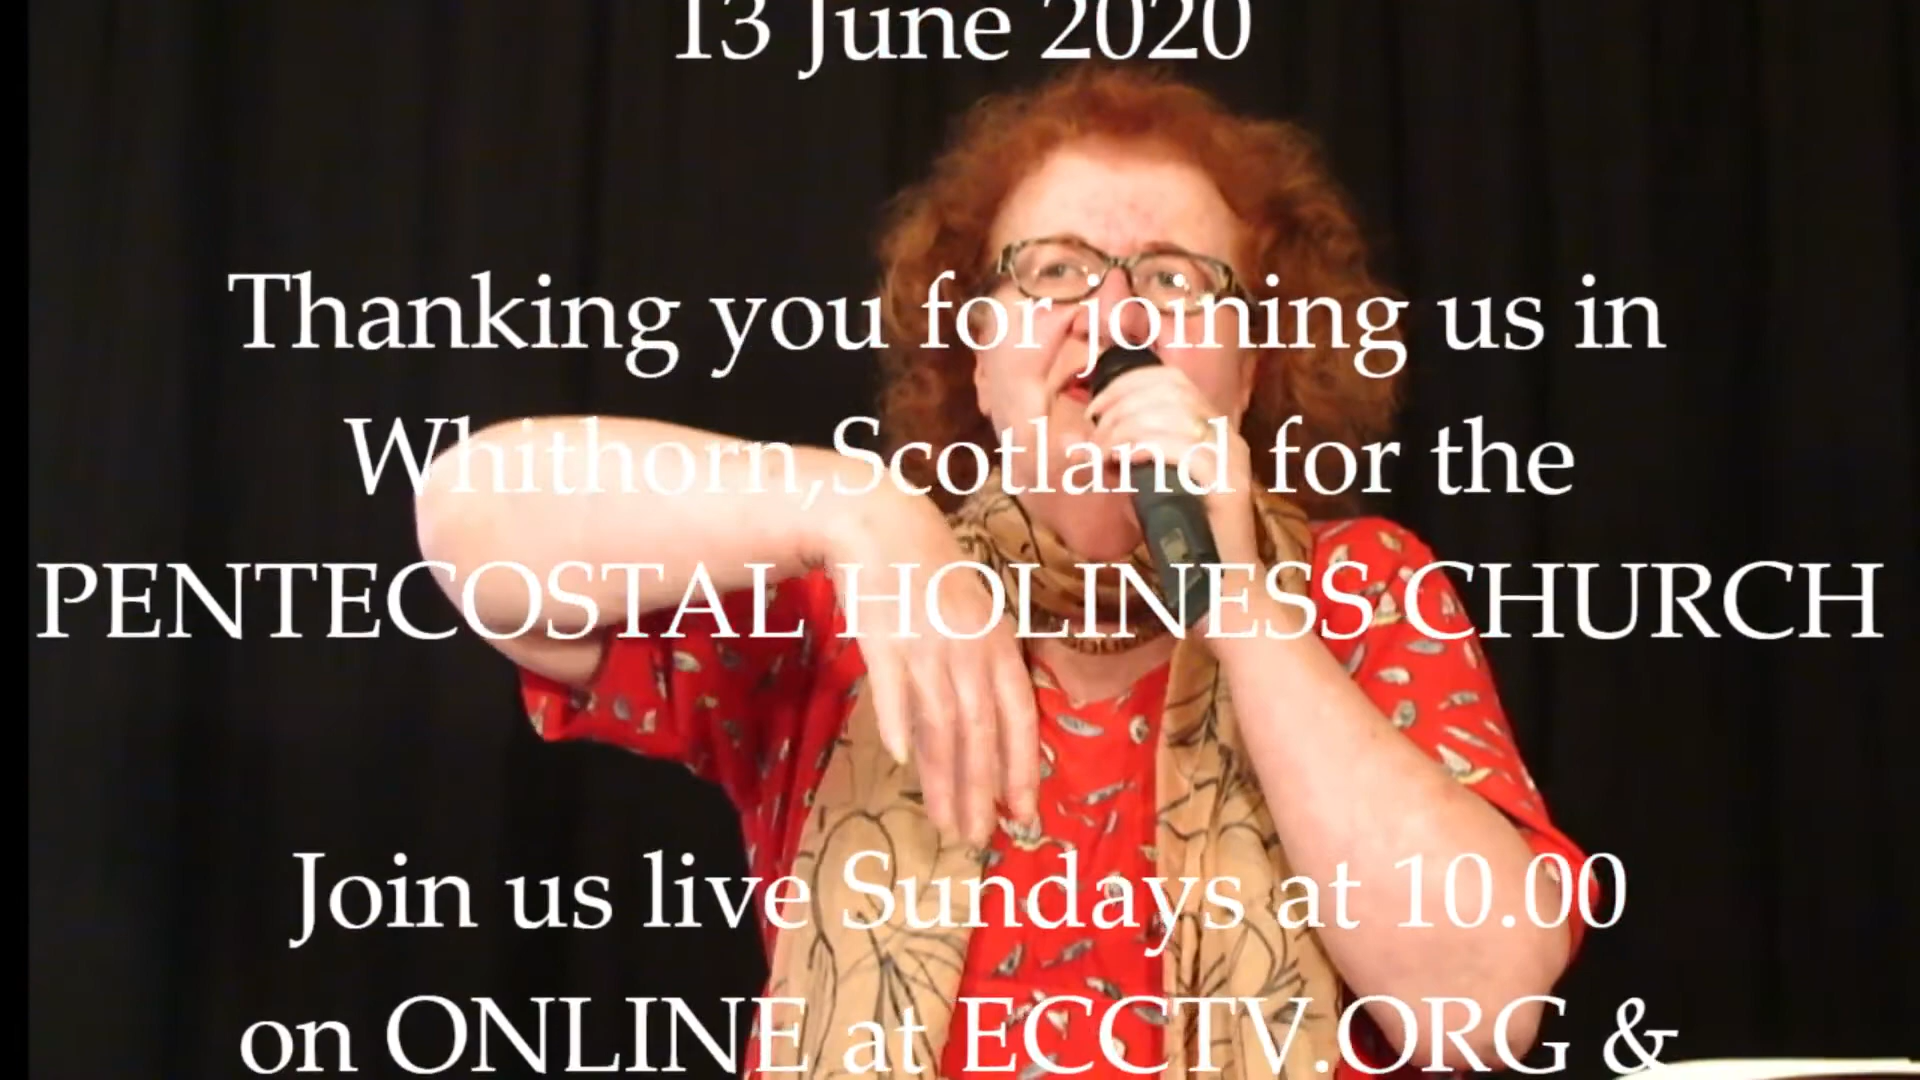 13 June 2020
Thanking you for joining us in
Whithorn,Scotland for the
PENTECOSTAL HOLINESS CHURCH
Join us live Sundays at 10.00
on ONLINE at ECCTV.ORG &